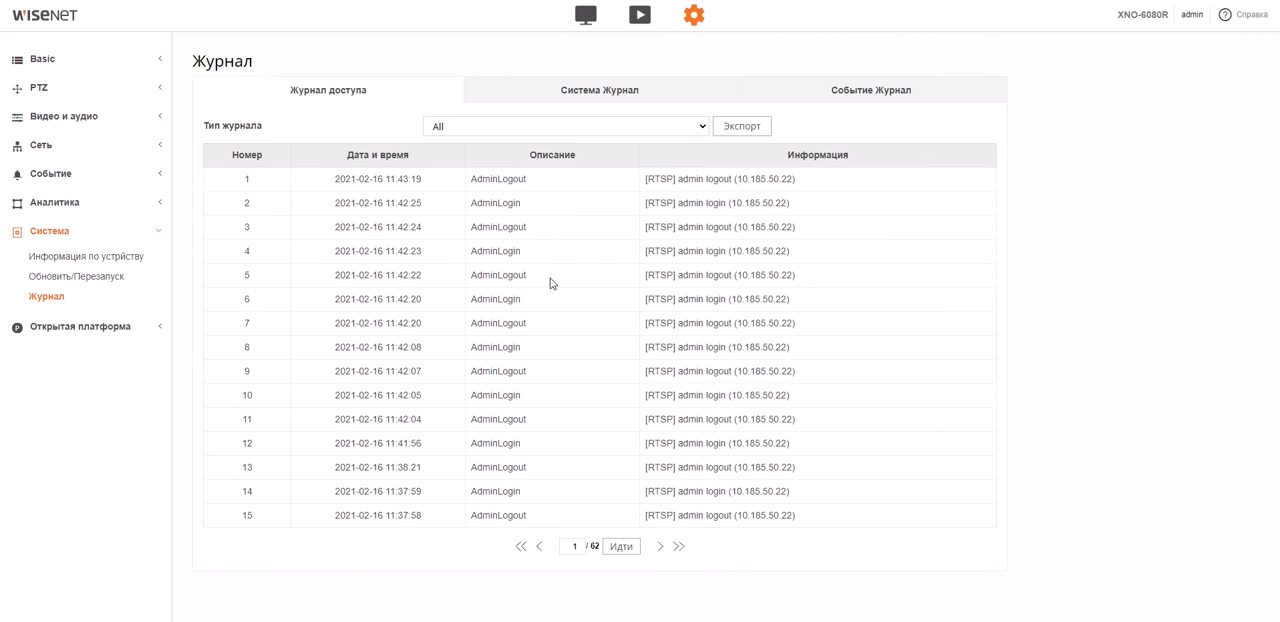 WISENET
XNO-6080R admin Справка
Basic
PTZ
Видео и аудио
Сеть
Событие
Аналитика
Система
Информация по устрйству
Обновить/Перезапуск
Журнал
Открытая платформа
Журнал
Журнал доступа Система Журнал Событие Журнал
Тип журнала All Экспорт
Номер Дата и время Описание Информация
1 2021-02-16 11:43:19 AdminLogout [RTSP] admin logout (10.185.50.22)
2 2021-02-16 11:42:25 AdminLogin [RTSP] admin login (10.185.50.22)
3 2021-02-16 11:42:24 AdminLogout [RTSP] admin logout (10.185.50.22)
4 2021-02-16 11:42:23 AdminLogin [RTSP] admin login (10.185.50.22)
5 2021-02-16 11:42:22 AdminLogout [RTSP] admin logout (10.185.50.22)
6 2021-02-16 11:42:20 AdminLogin [RTSP] admin login (10.185.50.22)
7 2021-02-16 11:42:20 AdminLogout [RTSP] admin logout (10.185.50.22)
8 2021-02-16 11:42:08 AdminLogin [RTSP] admin login (10.185.50.22)
9 2021-02-16 11:42:07 AdminLogout [RTSP] admin logout (10.185.50.22)
10 2021-02-16 11:42:05 AdminLogin [RTSP] admin login (10.185.50.22)
11 2021-02-16 11:42:04 AdminLogout [RTSP] admin logout (10.185.50.22)
12 2021-02-16 11:41:56 AdminLogin [RTSP] admin login (10.185.50.22)
13 2021-02-16 11:38:21 AdminLogout [RTSP] admin logout (10.185.50.22)
14 2021-02-16 11:37:59 AdminLogin [RTSP] admin login (10.185.50.22)
15 2021-02-16 11:37:58 AdminLogout [RTSP] admin logout (10.185.50.22)
1 / 62 Идти